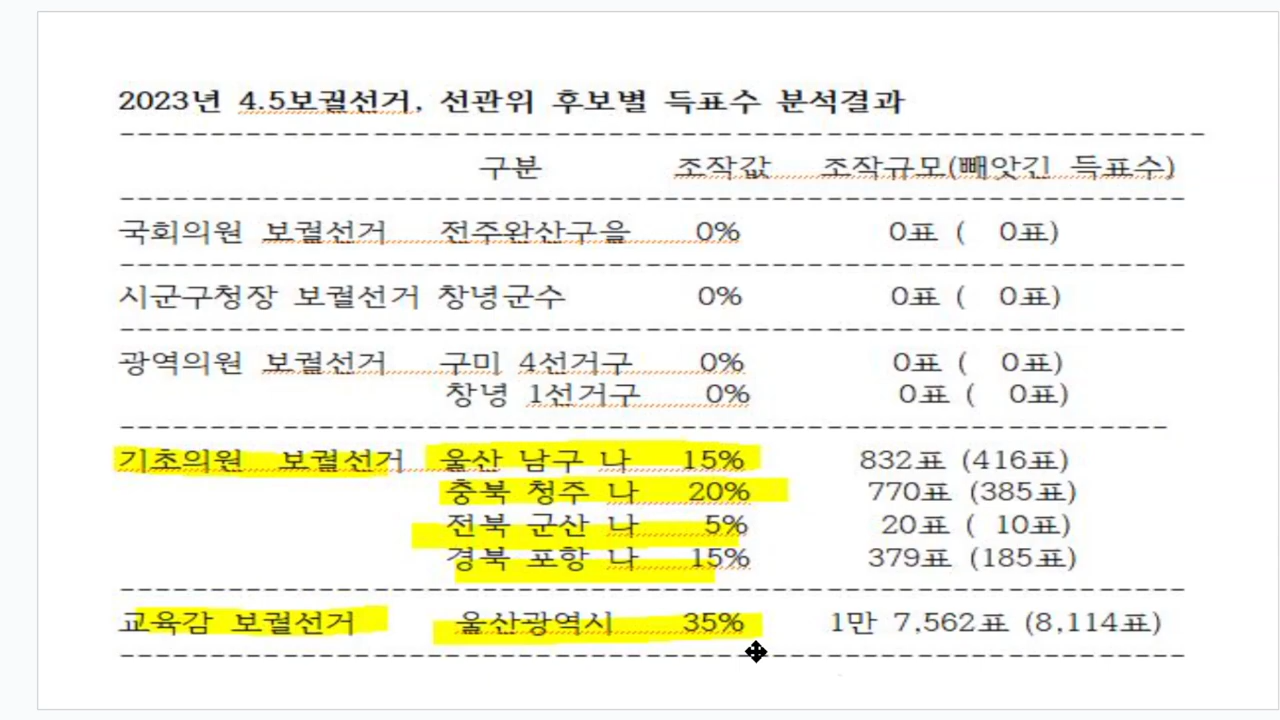 2023년 4.5보궐선거, 선관위 후보별 득표수 분석결과
구분 조작값 조작규모(빼앗긴 득표수)
국회의원 보궐선거 전주완산구을 0% 0표 ( 0표)
시군구청장 보궐선거 창녕군수 0% 0표 ( 0표)
광역의원 보궐선거 구미 4선거구 0% 0표 ( 0표)
창녕 1선거구 0% 0표 ( 0표)
기초의원 보궐선거 울산 남구 나 15% 832표 (416표)
충북 청주 나 20% 770표 (385표)
전북 군산 나 5% 20표 ( 10표)
경북 포항 나 15% 379표 (185표)
교육감 보궐선거 울산광역시 35% 1만 7,562표 (8,114표)